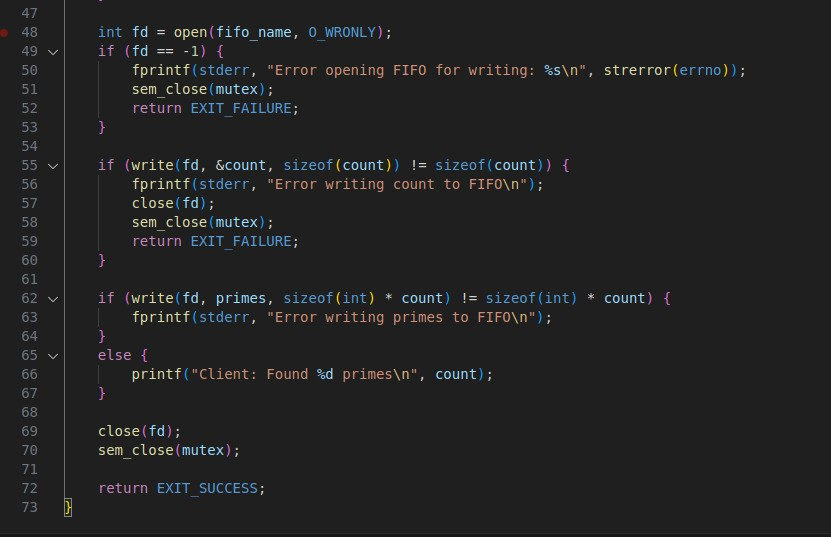 47
48 int fd = open(fifo_name, O_WRONLY);
49 if (fd == -1) {
50 fprintf(stderr, "Error opening FIFO for writing: %s\n", strerror(errno));
51 sem_close(mutex);
52 return EXIT_FAILURE;
53 }
54
55 if (write(fd, &count, sizeof(count)) != sizeof(count)) {
56 fprintf(stderr, "Error writing count to FIFO\n");
57 close(fd);
58 sem_close(mutex);
59 return EXIT_FAILURE;
60 }
61
62 if (write(fd, primes, sizeof(int) * count) != sizeof(int) * count) {
63 fprintf(stderr, "Error writing primes to FIFO\n");
64 }
65 else {
66 printf("Client: Found %d primes\n", count);
67 }
68
69 close(fd);
70 sem_close(mutex);
71
72 return EXIT_SUCCESS;
73 }